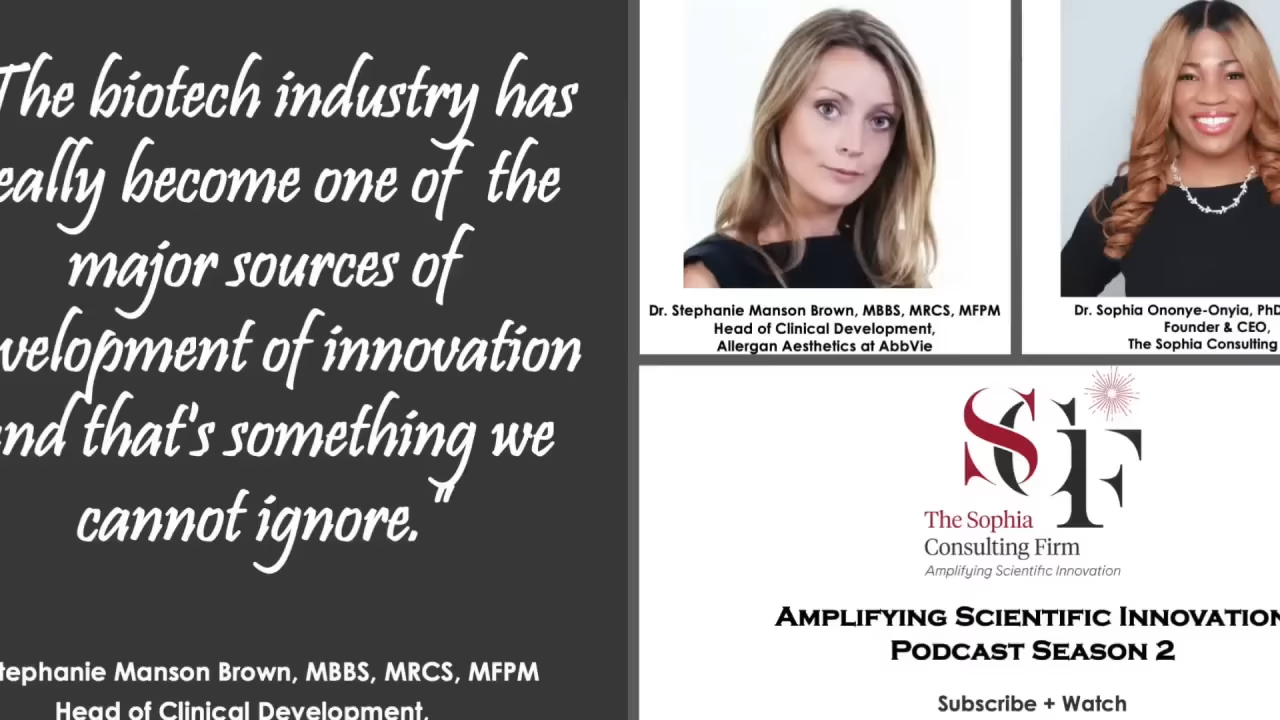 The biotech industry has
eally become one of the
major sources of
velopment of innovation
nd that's something we
cannot ignore."
tephanie Manson Brown, MBBS, MRCS, MFPM
Head of Clinical Development,
Dr. Stephanie Manson Brown, MBBS, MRCS, MFPM
Head of Clinical Development,
Allergan Aesthetics at AbbVie
Dr. Sophia Ononye-Onyia, PhD
Founder & CEO,
The Sophia Consulting
SCF
The Sophia
Consulting Firm
Amplifying Scientific Innovation
Amplifying Scientific Innovation
Podcast Season 2
Subscribe + Watch